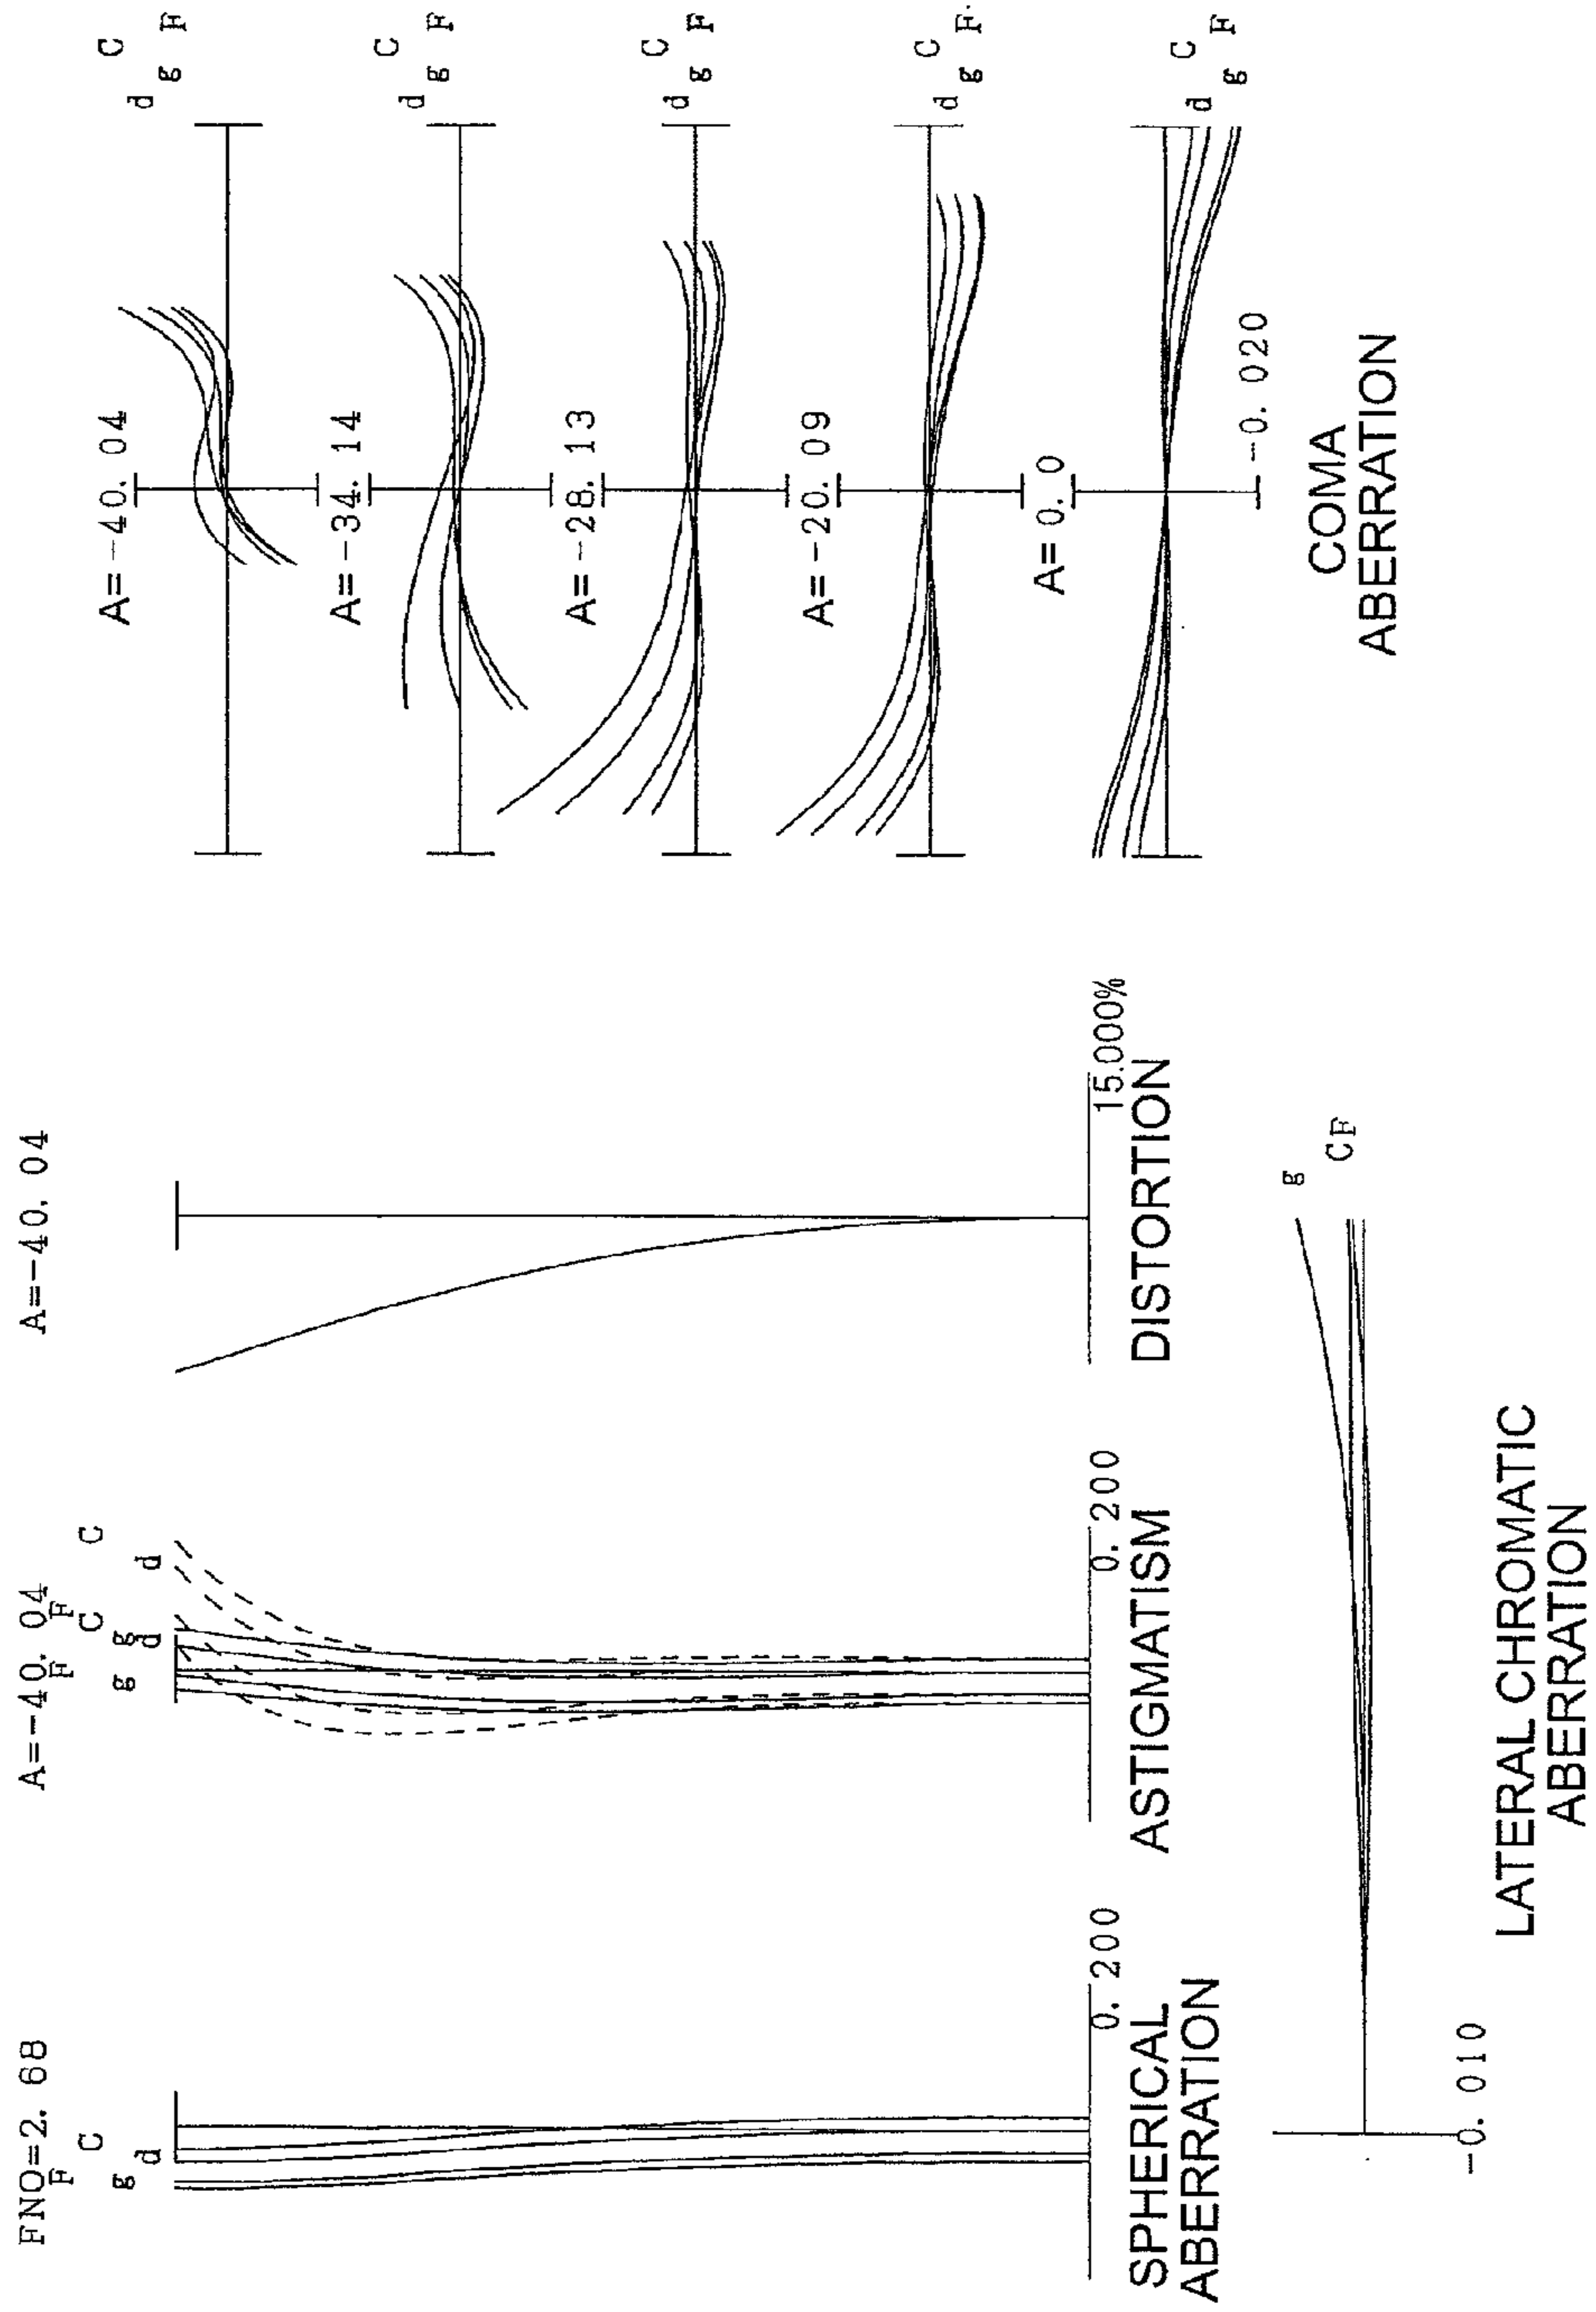 FNO=2. 68
F
C
g
d
0. 200
SPHERICAL
ABERRATION
A=-40. 04
F
F
C
C
g
g
d
d
0. 200
ASTIGMATISM
A=-40. 04
15.000%
DISTORTION
A=-40. 04
C
d
g
F
A=-34. 14
C
d
g
F
A=-28. 13
C
d
g
F
A=-20. 09
C
d
g
F
A= 0. 0
C
d
g
F
-0. 020
COMA
ABERRATION
g
C F
-0. 010
LATERAL CHROMATIC
ABERRATION